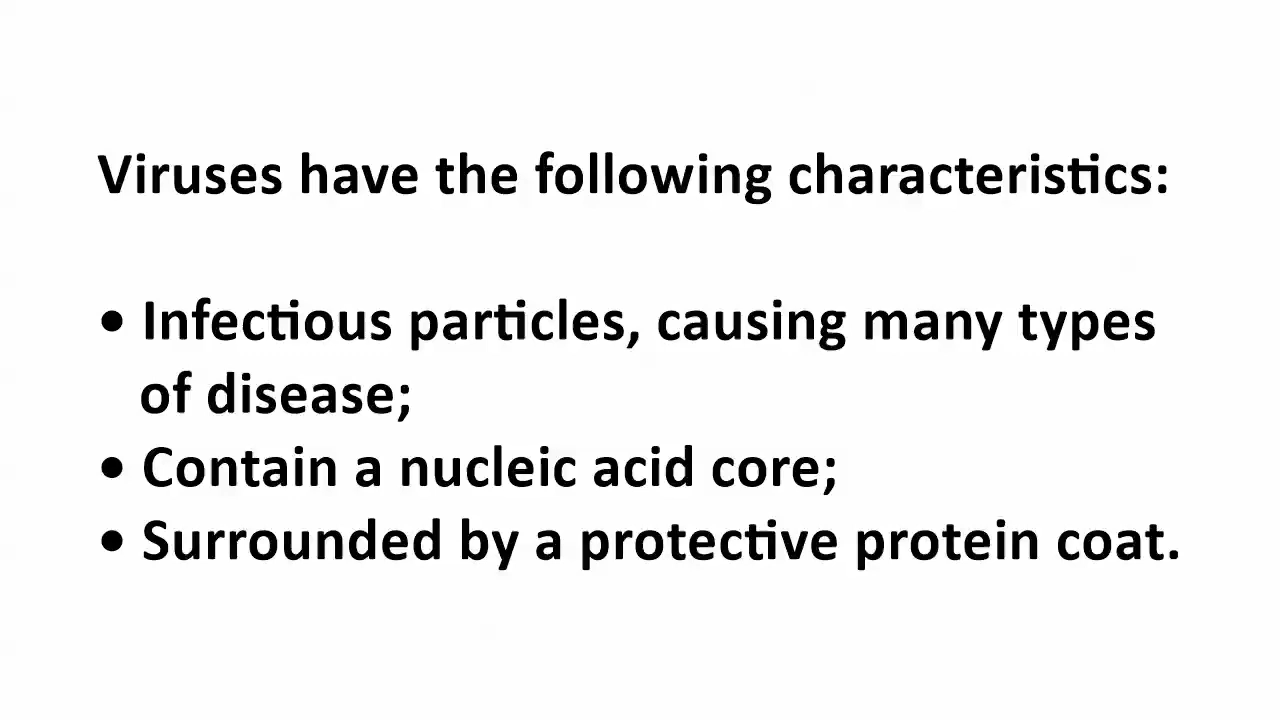 Viruses have the following characteristics:
• Infectious particles, causing many types
of disease;
• Contain a nucleic acid core;
• Surrounded by a protective protein coat.